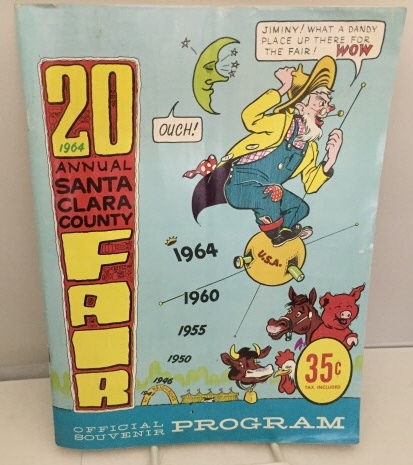 JIMINY! WHAT A DANDY
PLACE UP THERE FOR
THE FAIR! WOW
OUCH!
20
1964
ANNUAL
SANTA
CLARA
COUNTY
FAIR
U.S.A.
1964
1960
1955
1950
1946
1941
35¢
TAX INCLUDED
OFFICIAL
SOUVENIR
PROGRAM